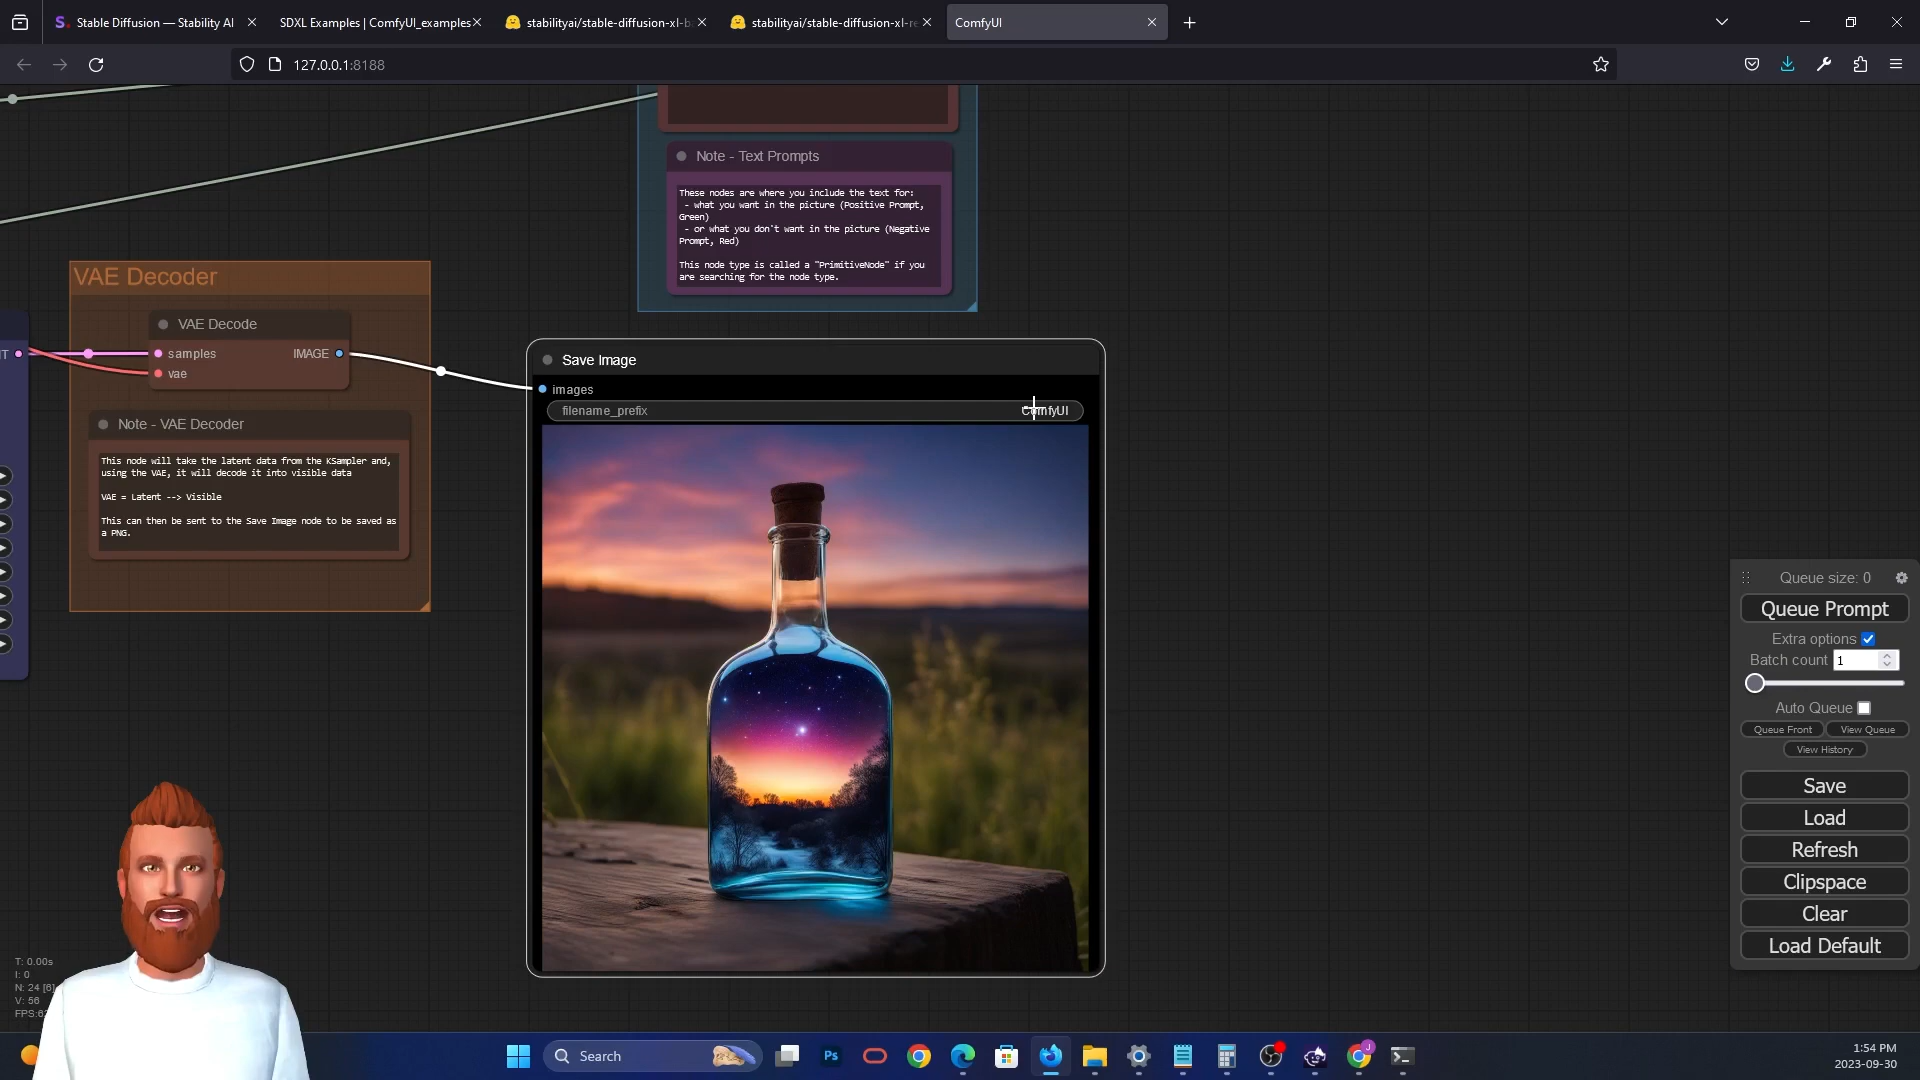 Stable Diffusion — Stability AI
SDXL Examples | ComfyUI_examples
stabilityai/stable-diffusion-xl-b
stabilityai/stable-diffusion-xl-re
ComfyUI
127.0.0.1:8188
Note - Text Prompts
These nodes are where you include the text for:
- what you want in the picture (Positive Prompt,
Green)
- or what you don't want in the picture (Negative
Prompt, Red)
This node type is called a "PrimitiveNode" if you
are searching for the node type.
VAE Decoder
VAE Decode
T
samples
IMAGE
vae
Note - VAE Decoder
This node will take the latent data from the KSampler and,
using the VAE, it will decode it into visible data
VAE = Latent --> Visible
This can then be sent to the Save Image node to be saved as
a PNG.
Save Image
images
filename_prefix
ComfyUI
Queue size: 0
Queue Prompt
Extra options
Batch count 1
Auto Queue
Queue Front
View Queue
View History
Save
Load
Refresh
Clipspace
Clear
Load Default
T: 0.00s
I: 0
N: 24 [6]
V: 56
Search
Ps
J
1:54 PM
2023-09-30